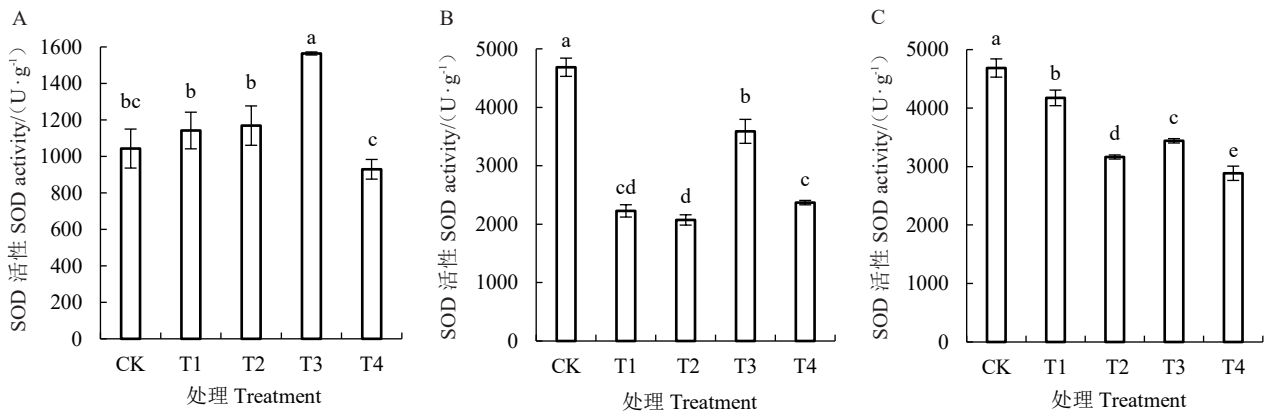 A
SOD 活性 SOD activity/(U·g⁻¹)
1600
1400
1200
1000
800
600
400
200
0
bc
b
b
a
c
CK T1 T2 T3 T4
处理 Treatment
B
SOD 活性 SOD activity/(U·g⁻¹)
5000
4000
3000
2000
1000
0
a
cd
d
b
c
CK T1 T2 T3 T4
处理 Treatment
C
SOD 活性 SOD activity/(U·g⁻¹)
5000
4000
3000
2000
1000
0
a
b
d
c
e
CK T1 T2 T3 T4
处理 Treatment